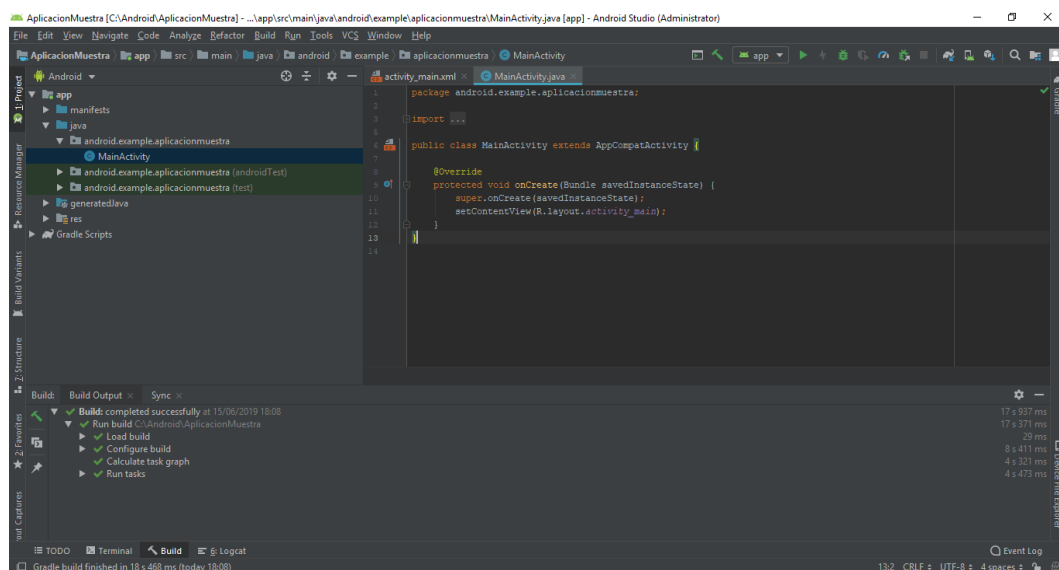 AplicacionMuestra [C:\Android\AplicacionMuestra] - ...\app\src\main\java\android\example\aplicacionmuestra\MainActivity.java [app] - Android Studio (Administrator)
File Edit View Navigate Code Analyze Refactor Build Run Tools VCS Window Help
AplicacionMuestra app src main java android example aplicacionmuestra MainActivity app
1: Project
Android
activity_main.xml
MainActivity.java
Gradle
app
manifests
java
android.example.aplicacionmuestra
MainActivity
android.example.aplicacionmuestra (androidTest)
android.example.aplicacionmuestra (test)
generatedJava
res
Gradle Scripts
Resource Manager
Build Variants
7: Structure
2: Favorites
1 package android.example.aplicacionmuestra;
2
3 import ...
6 public class MainActivity extends AppCompatActivity {
7
8 @Override
9 protected void onCreate(Bundle savedInstanceState) {
10 super.onCreate(savedInstanceState);
11 setContentView(R.layout.activity_main);
12 }
13 }
14
Build: Build Output Sync
Build: completed successfully at 15/06/2019 18:08 17 s 937 ms
Run build C:\Android\AplicacionMuestra 17 s 371 ms
Load build 29 ms
Configure build 8 s 411 ms
Calculate task graph 4 s 321 ms
Run tasks 4 s 473 ms
out Captures
Device File Explorer
TODO Terminal Build 6: Logcat Event Log
Gradle build finished in 18 s 468 ms (today 18:08) 13:2 CRLF UTF-8 4 spaces